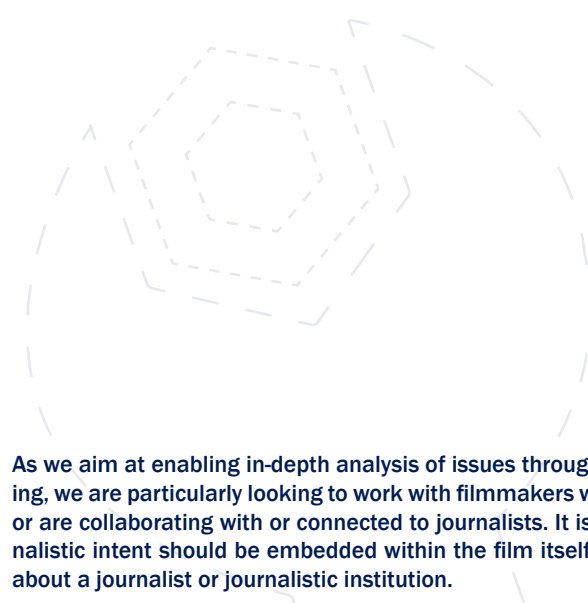 As we aim at enabling in-depth analysis of issues throug
ing, we are particularly looking to work with filmmakers w
or are collaborating with or connected to journalists. It is
nalistic intent should be embedded within the film itself
about a journalist or journalistic institution.